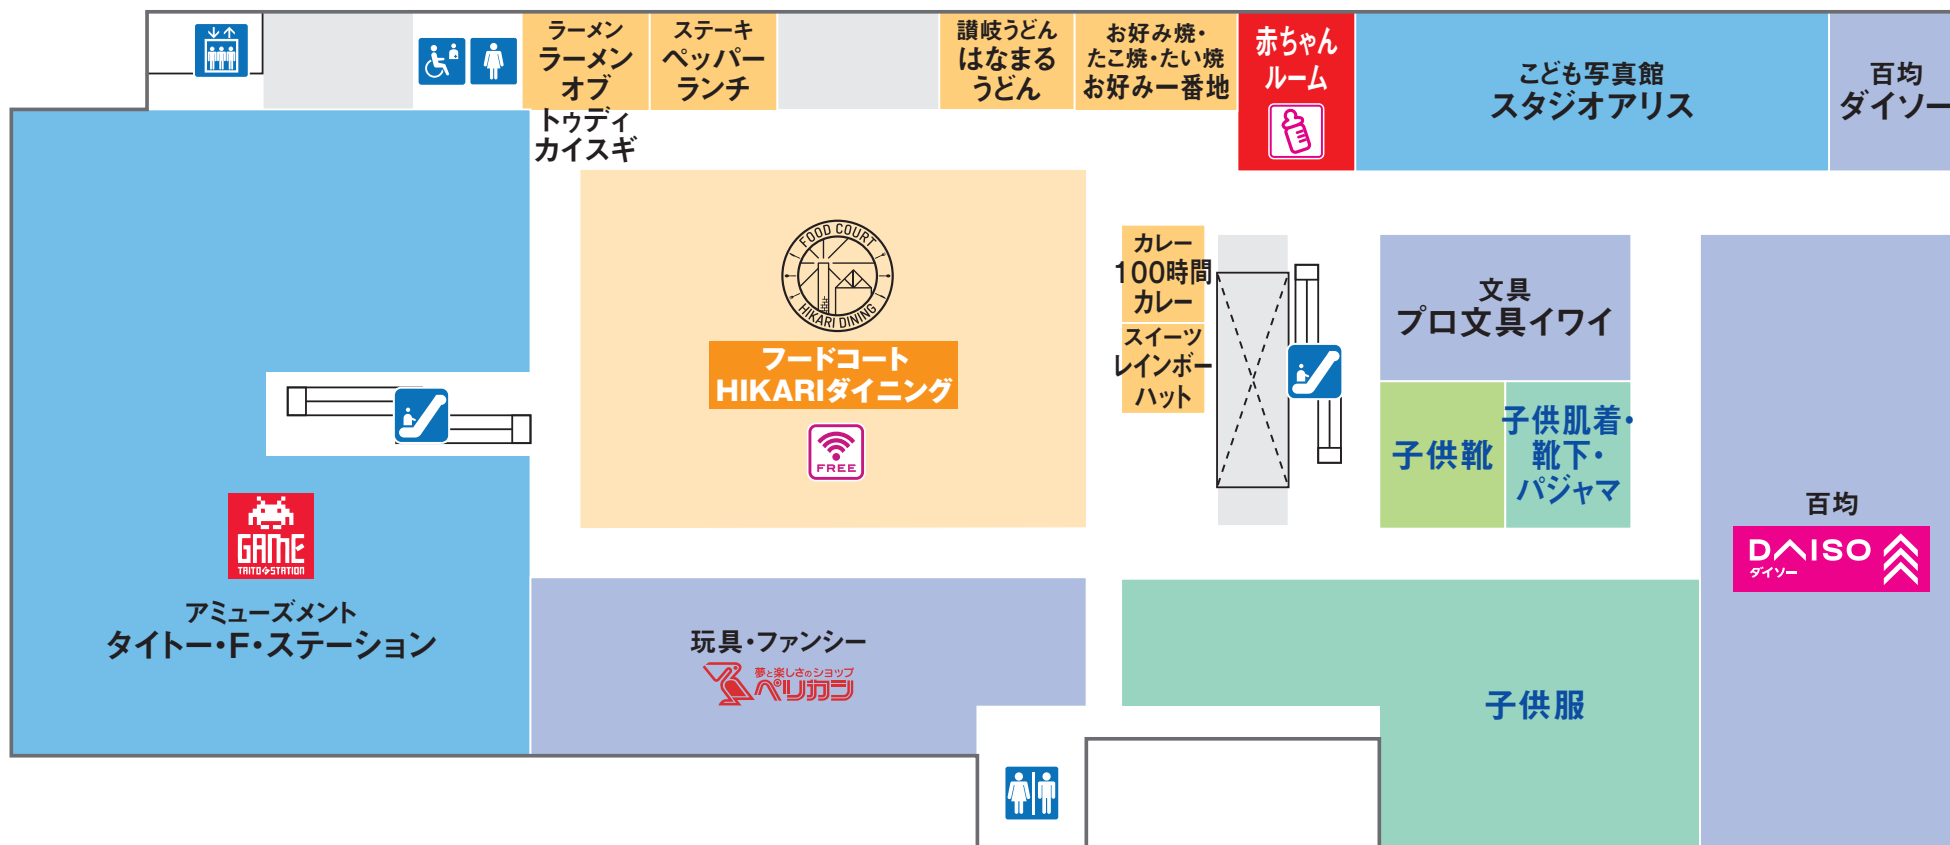 ラーメン
ラーメン
オブ
トゥディ
カイスギ
ステーキ
ペッパー
ランチ
讃岐うどん
はなまる
うどん
お好み焼・
たこ焼・たい焼
お好み一番地
赤ちゃん
ルーム
こども写真館
スタジオアリス
百均
ダイソー
FOOD COURT
HIKARI DINING
フードコート
HIKARIダイニング
FREE
カレー
100時間
カレー
スイーツ
レインボー
ハット
文具
プロ文具イワイ
子供靴
子供肌着・
靴下・
パジャマ
百均
DAISO
ダイソー
GAME
TAITO STATION
アミューズメント
タイトー・F・ステーション
玩具・ファンシー
夢と楽しさのショップ
ペリカン
子供服